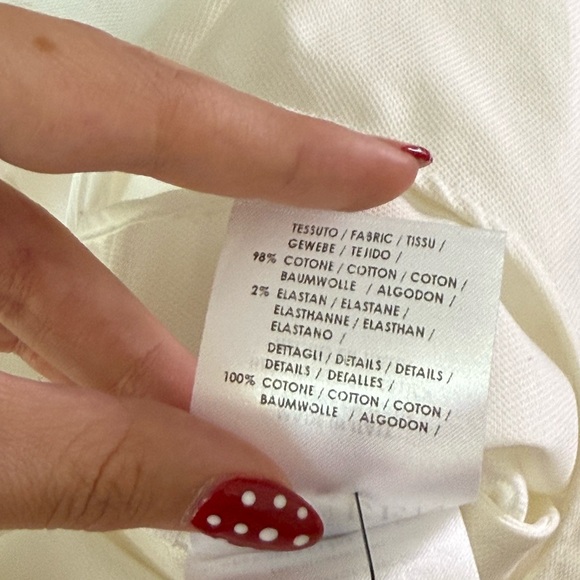 TESSUTO / FABRIC / TISSU /
GEWEBE / TEJIDO /
98% COTONE / COTTON / COTON /
BAUMWOLLE / ALGODON /
2% ELASTAN / ELASTANE /
ELASTHANNE / ELASTHAN /
ELASTANO /
DETTAGLI / DETAILS / DETAILS /
DETAILS / DETALLES /
100% COTONE / COTTON / COTON /
BAUMWOLLE / ALGODON /